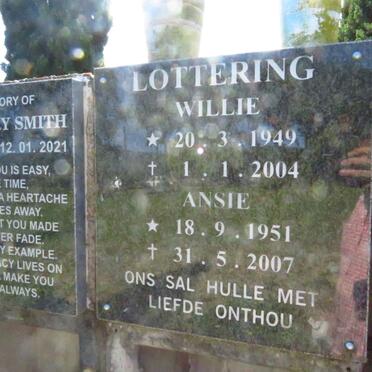 ORY OF
Y SMITH
12.01.2021
OU IS EASY,
TIME,
A HEARTACHE
ES AWAY.
T YOU MADE
ER FADE.
Y EXAMPLE.
ACY LIVES ON
MAKE YOU
ALWAYS.
LOTTERING
WILLIE
★ 20 . 3 . 1949
† 1 . 1 . 2004
ANSIE
★ 18 . 9 . 1951
† 31 . 5 . 2007
ONS SAL HULLE MET
LIEFDE ONTHOU